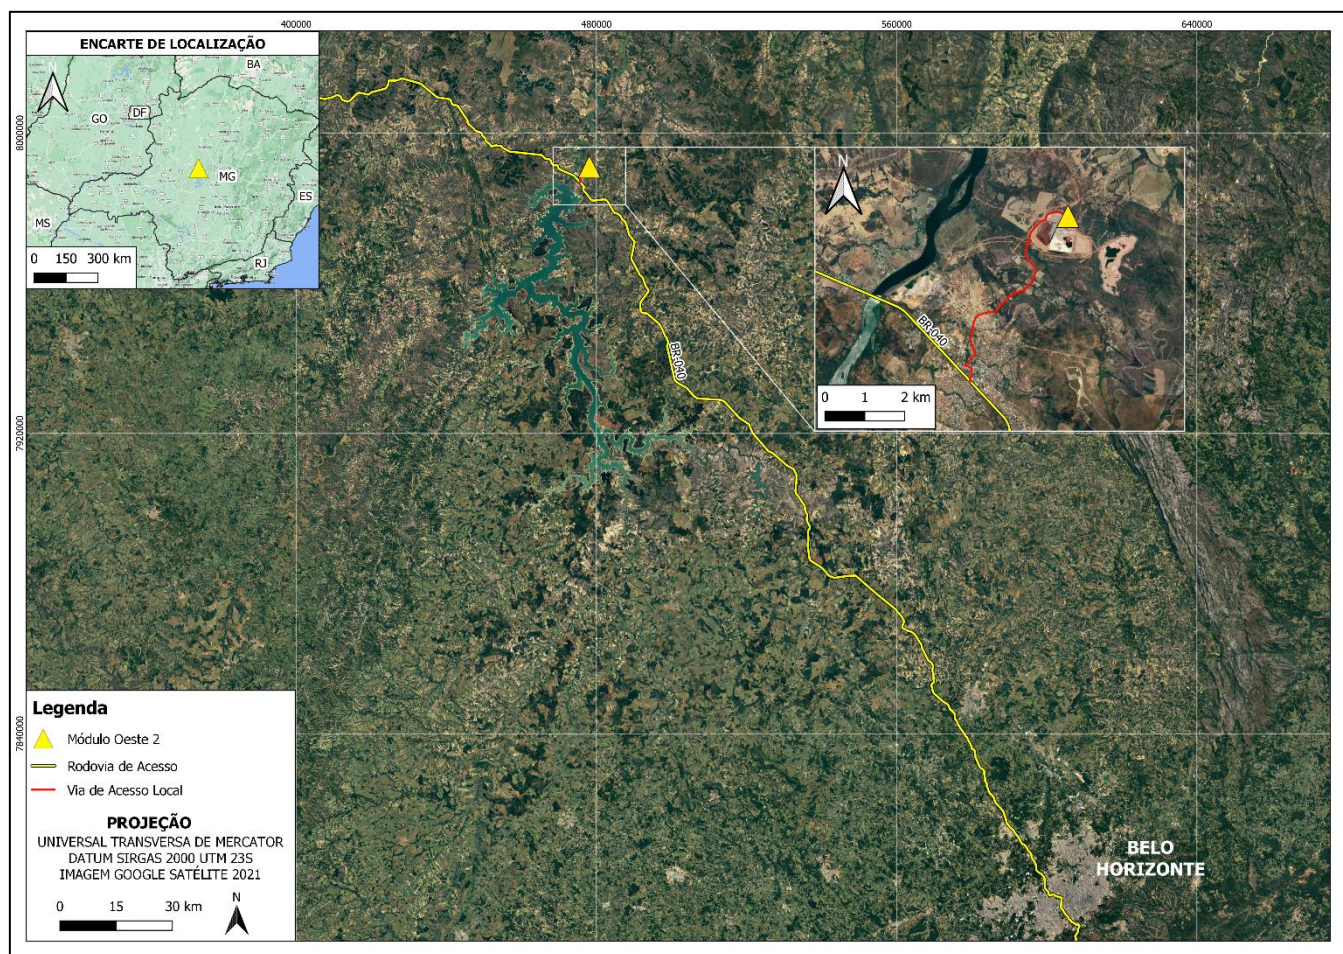 400000
480000
560000
640000
8000000
7920000
7840000
ENCARTE DE LOCALIZAÇÃO
N
BA
DF
GO
MG
ES
MS
RJ
0 150 300 km
N
BR-040
0 1 2 km
BR-040
BELO
HORIZONTE
Legenda
Módulo Oeste 2
Rodovia de Acesso
Via de Acesso Local
PROJEÇÃO
UNIVERSAL TRANSVERSA DE MERCATOR
DATUM SIRGAS 2000 UTM 23S
IMAGEM GOOGLE SATÉLITE 2021
0 15 30 km
N